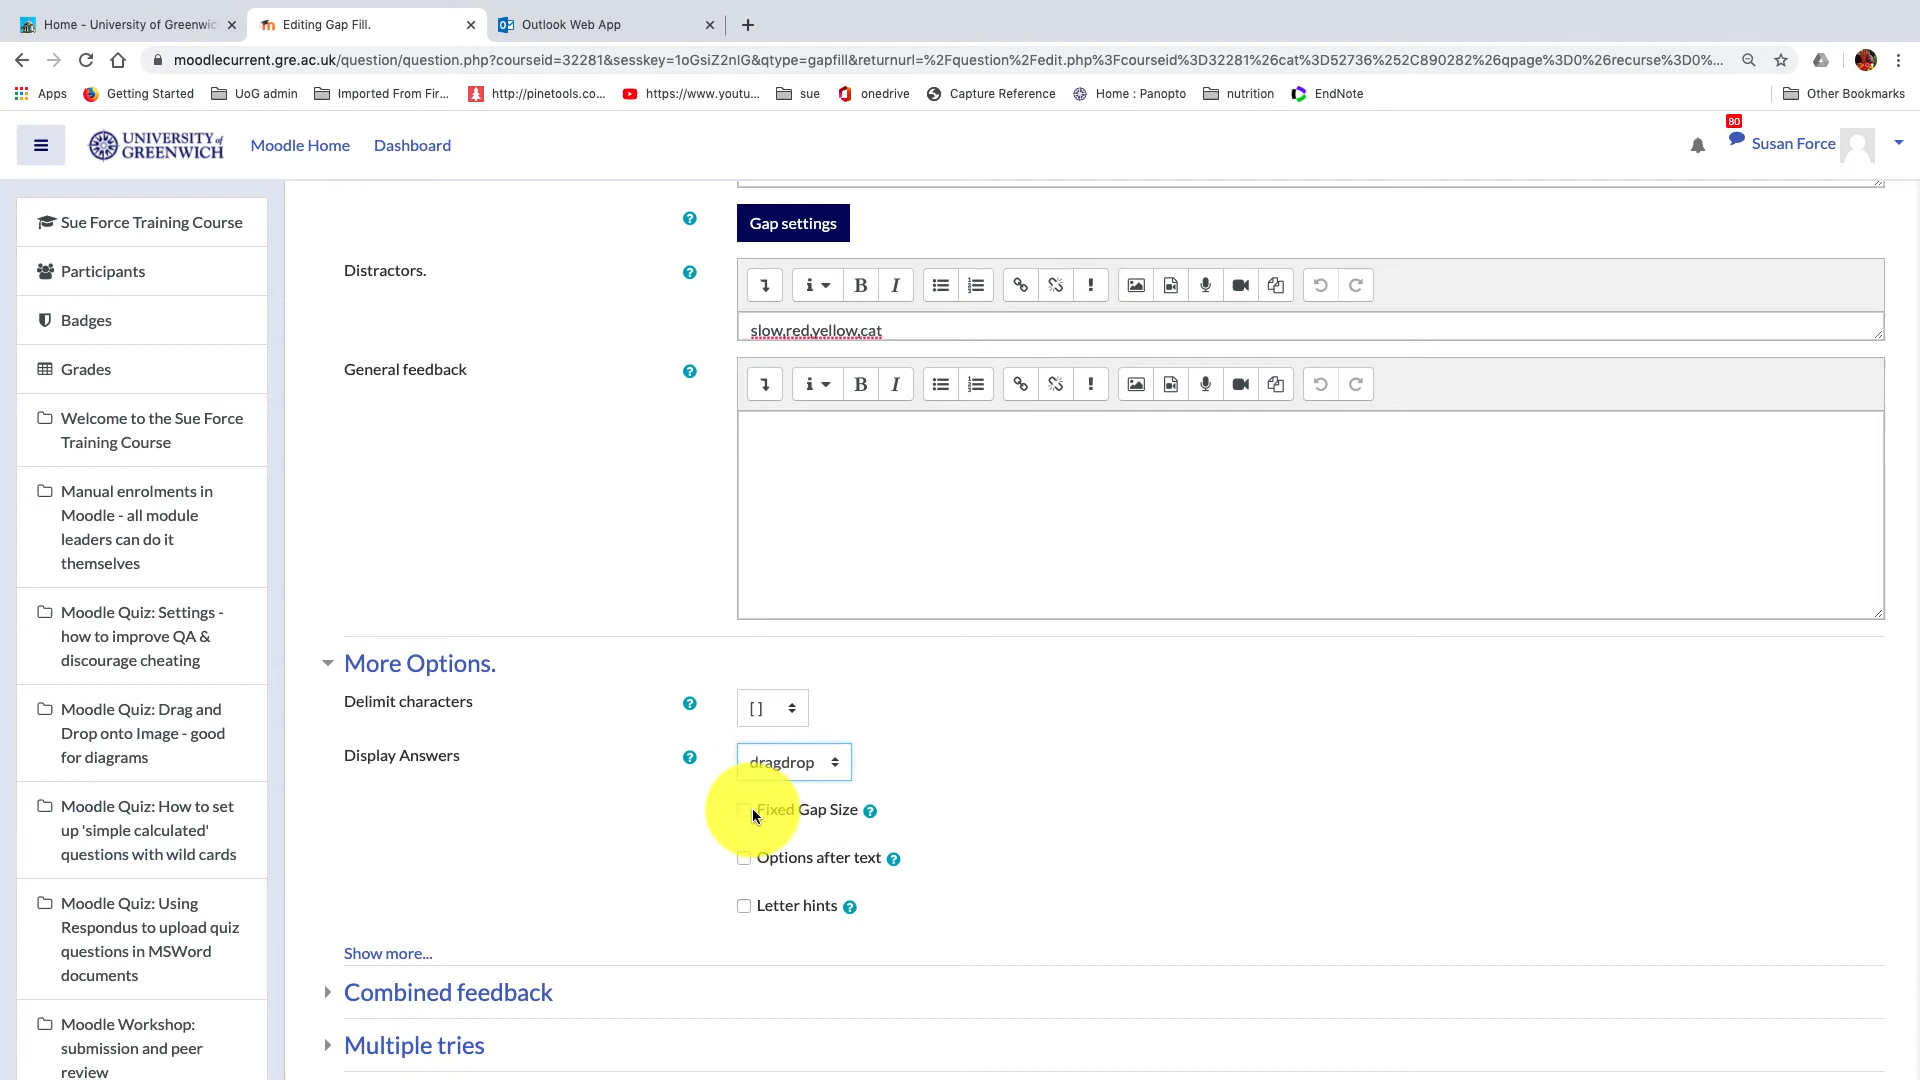 Home - University of Greenwic
Editing Gap Fill.
Outlook Web App
moodlecurrent.gre.ac.uk/question/question.php?courseid=32281&sesskey=1oGsiZ2nIG&qtype=gapfill&returnurl=%2Fquestion%2Fedit.php%3Fcourseid%3D32281%26cat%3D52736%252C890282%26qpage%3D0%26recurse%3D0%...
Apps
Getting Started
UoG admin
Imported From Fir...
http://pinetools.co...
https://www.youtu...
sue
onedrive
Capture Reference
Home : Panopto
nutrition
EndNote
Other Bookmarks
UNIVERSITY of
GREENWICH
Moodle Home
Dashboard
80
Susan Force
Sue Force Training Course
Participants
Badges
Grades
Welcome to the Sue Force
Training Course
Manual enrolments in
Moodle - all module
leaders can do it
themselves
Moodle Quiz: Settings -
how to improve QA &
discourage cheating
Moodle Quiz: Drag and
Drop onto Image - good
for diagrams
Moodle Quiz: How to set
up 'simple calculated'
questions with wild cards
Moodle Quiz: Using
Respondus to upload quiz
questions in MSWord
documents
Moodle Workshop:
submission and peer
review
Gap settings
Distractors.
slow,red,yellow,cat
General feedback
More Options.
Delimit characters
[ ]
Display Answers
dragdrop
Fixed Gap Size
Options after text
Letter hints
Show more...
Combined feedback
Multiple tries